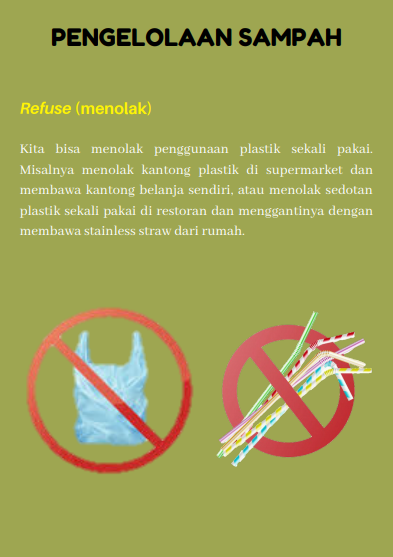 PENGELOLAAN SAMPAH
Refuse (menolak)
Kita bisa menolak penggunaan plastik sekali pakai.
Misalnya menolak kantong plastik di supermarket dan
membawa kantong belanja sendiri, atau menolak sedotan
plastik sekali pakai di restoran dan menggantinya dengan
membawa stainless straw dari rumah.